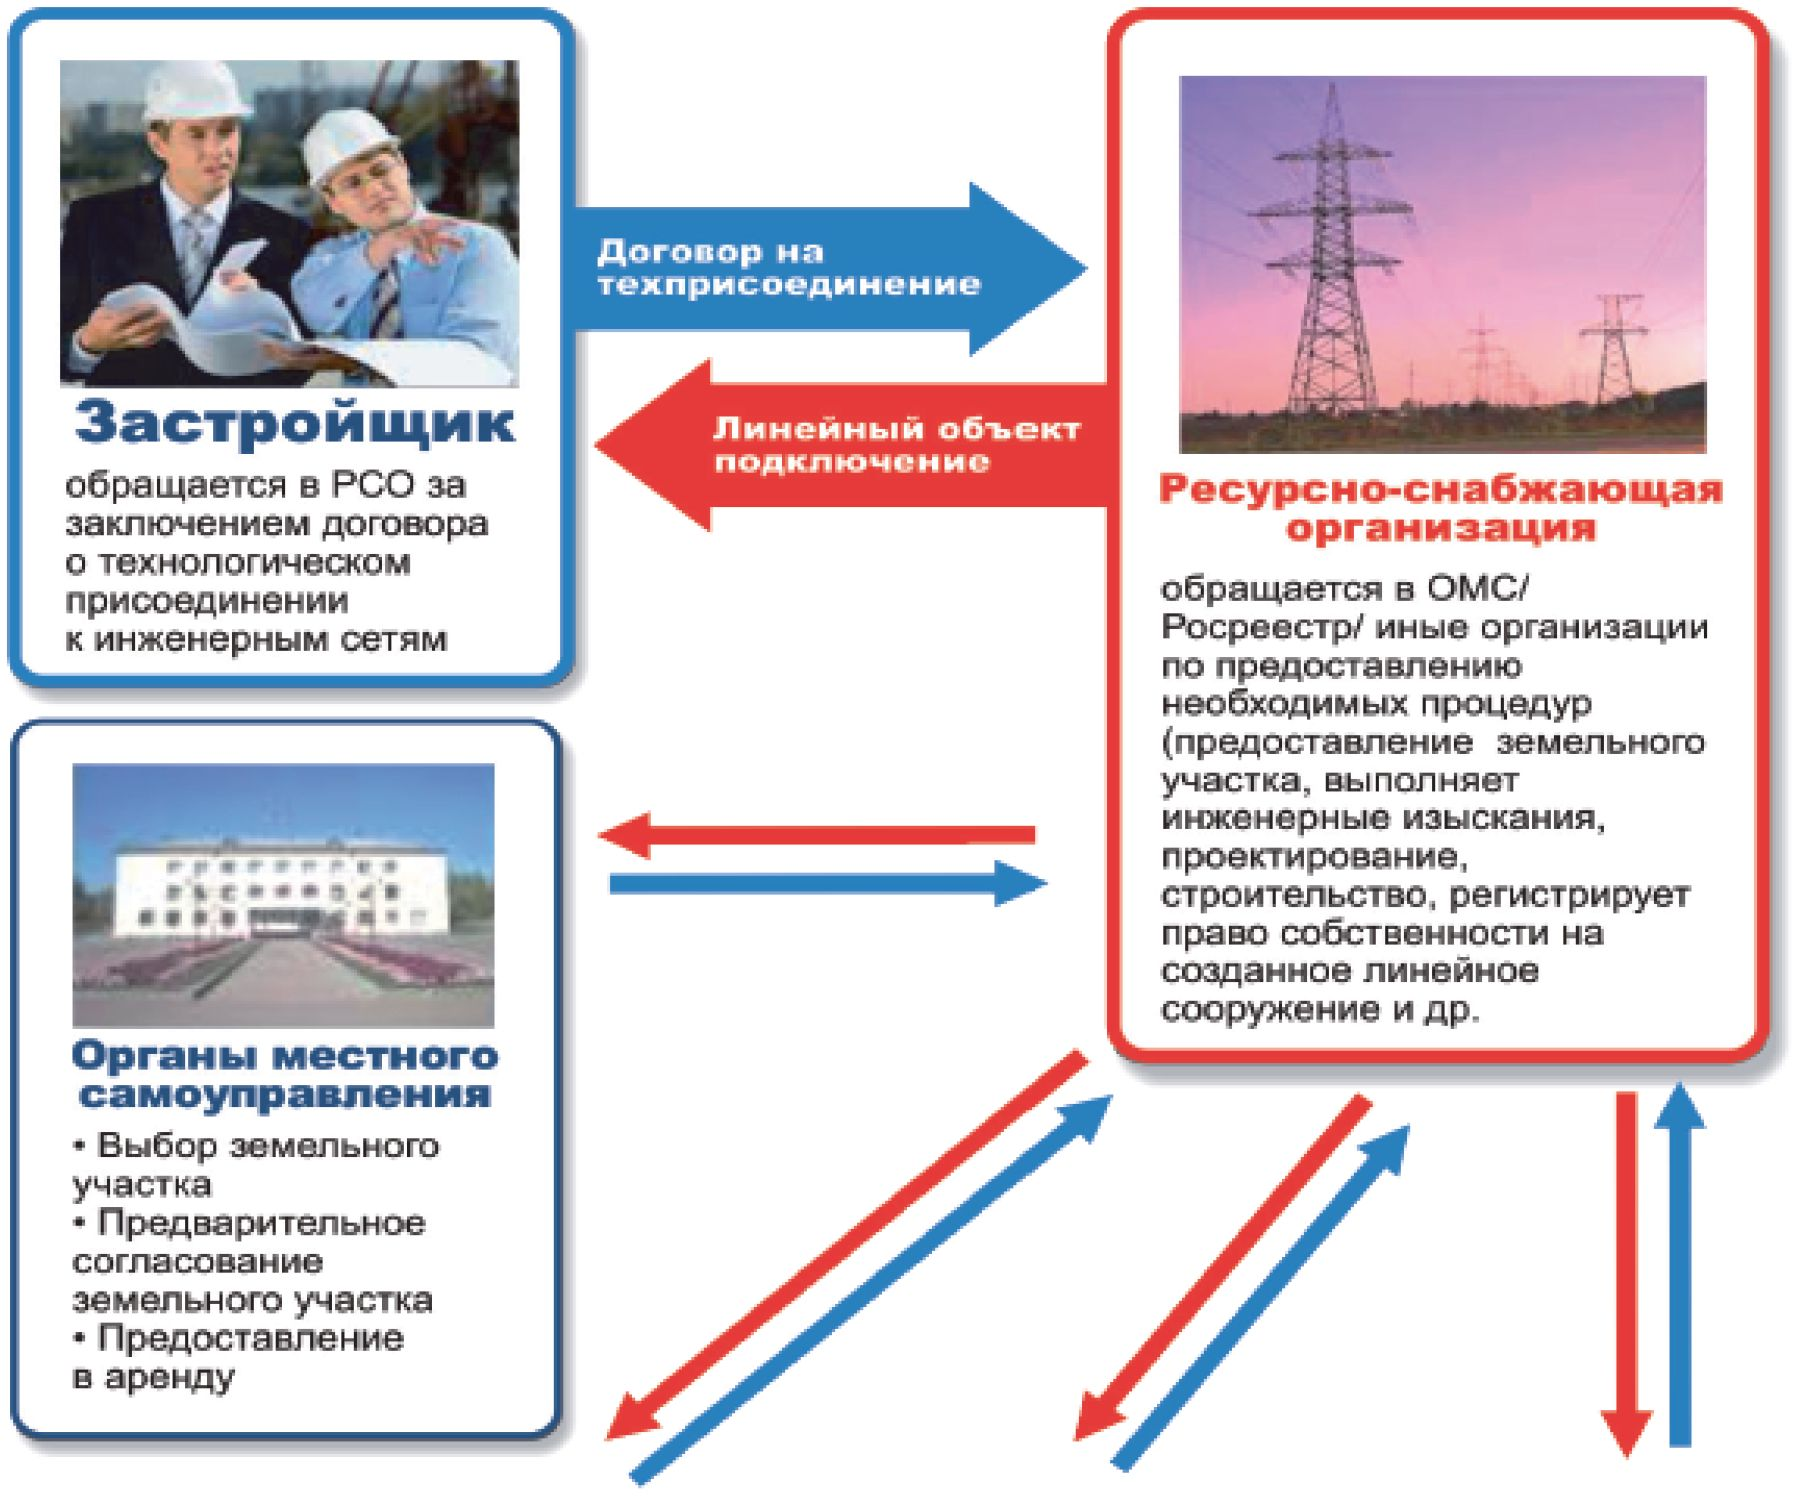 Застройщик
обращается в РСО за
заключением договора
о технологическом
присоединении
к инженерным сетям
Договор на
техприсоединение
Линейный объект
подключение
Ресурсно-снабжающая
организация
обращается в ОМС/
Росреестр/ иные организации
по предоставлению
необходимых процедур
(предоставление земельного
участка, выполняет
инженерные изыскания,
проектирование,
строительство, регистрирует
право собственности на
созданное линейное
сооружение и др.
Органы местного
самоуправления
• Выбор земельного
участка
• Предварительное
согласование
земельного участка
• Предоставление
в аренду